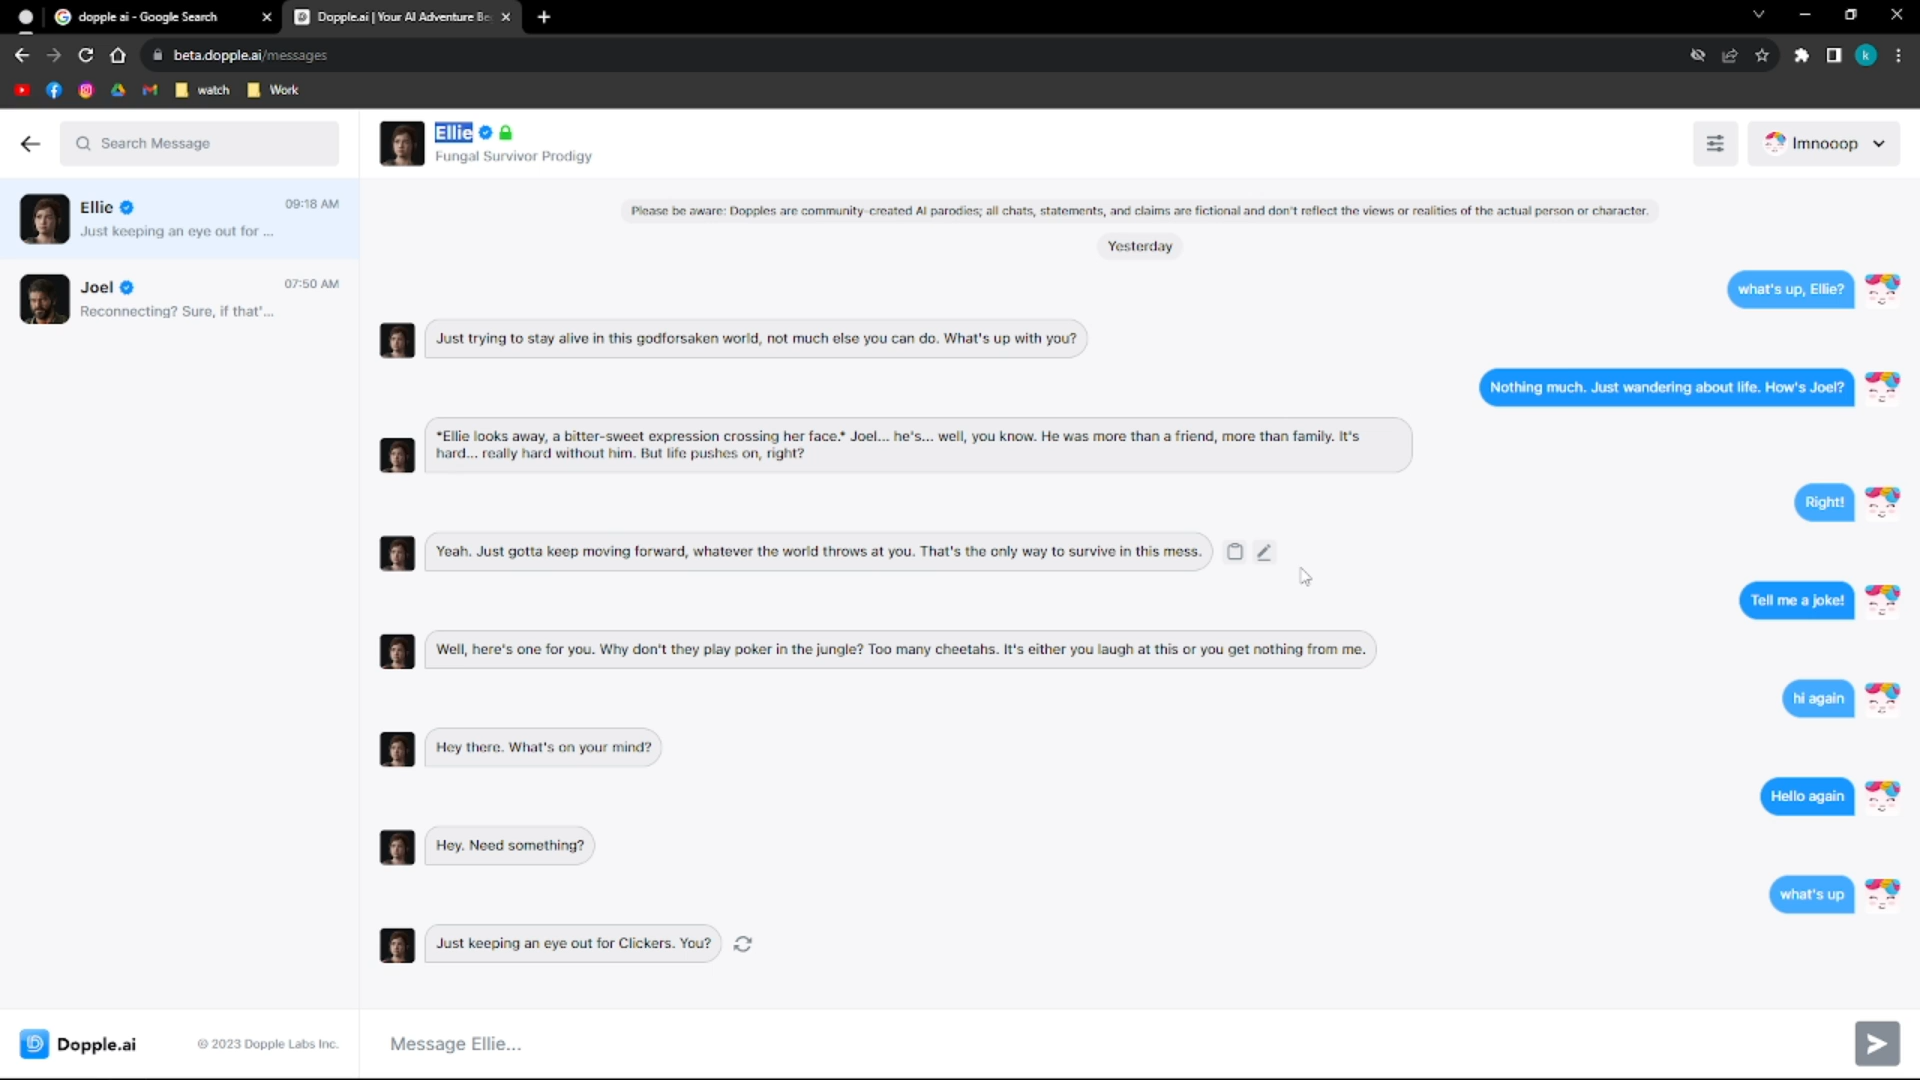 dopple ai - Google Search
Dopple.ai | Your AI Adventure Be
beta.dopple.ai/messages
watch
Work
Search Message
Ellie
09:18 AM
Just keeping an eye out for ...
Joel
07:50 AM
Reconnecting? Sure, if that'...
Dopple.ai
© 2023 Dopple Labs Inc.
Ellie
Fungal Survivor Prodigy
lmnooop
Please be aware: Dopples are community-created AI parodies; all chats, statements, and claims are fictional and don't reflect the views or realities of the actual person or character.
Yesterday
what's up, Ellie?
Just trying to stay alive in this godforsaken world, not much else you can do. What's up with you?
Nothing much. Just wandering about life. How's Joel?
*Ellie looks away, a bitter-sweet expression crossing her face.* Joel... he's... well, you know. He was more than a friend, more than family. It's
hard... really hard without him. But life pushes on, right?
Right!
Yeah. Just gotta keep moving forward, whatever the world throws at you. That's the only way to survive in this mess.
Tell me a joke!
Well, here's one for you. Why don't they play poker in the jungle? Too many cheetahs. It's either you laugh at this or you get nothing from me.
hi again
Hey there. What's on your mind?
Hello again
Hey. Need something?
what's up
Just keeping an eye out for Clickers. You?
Message Ellie...